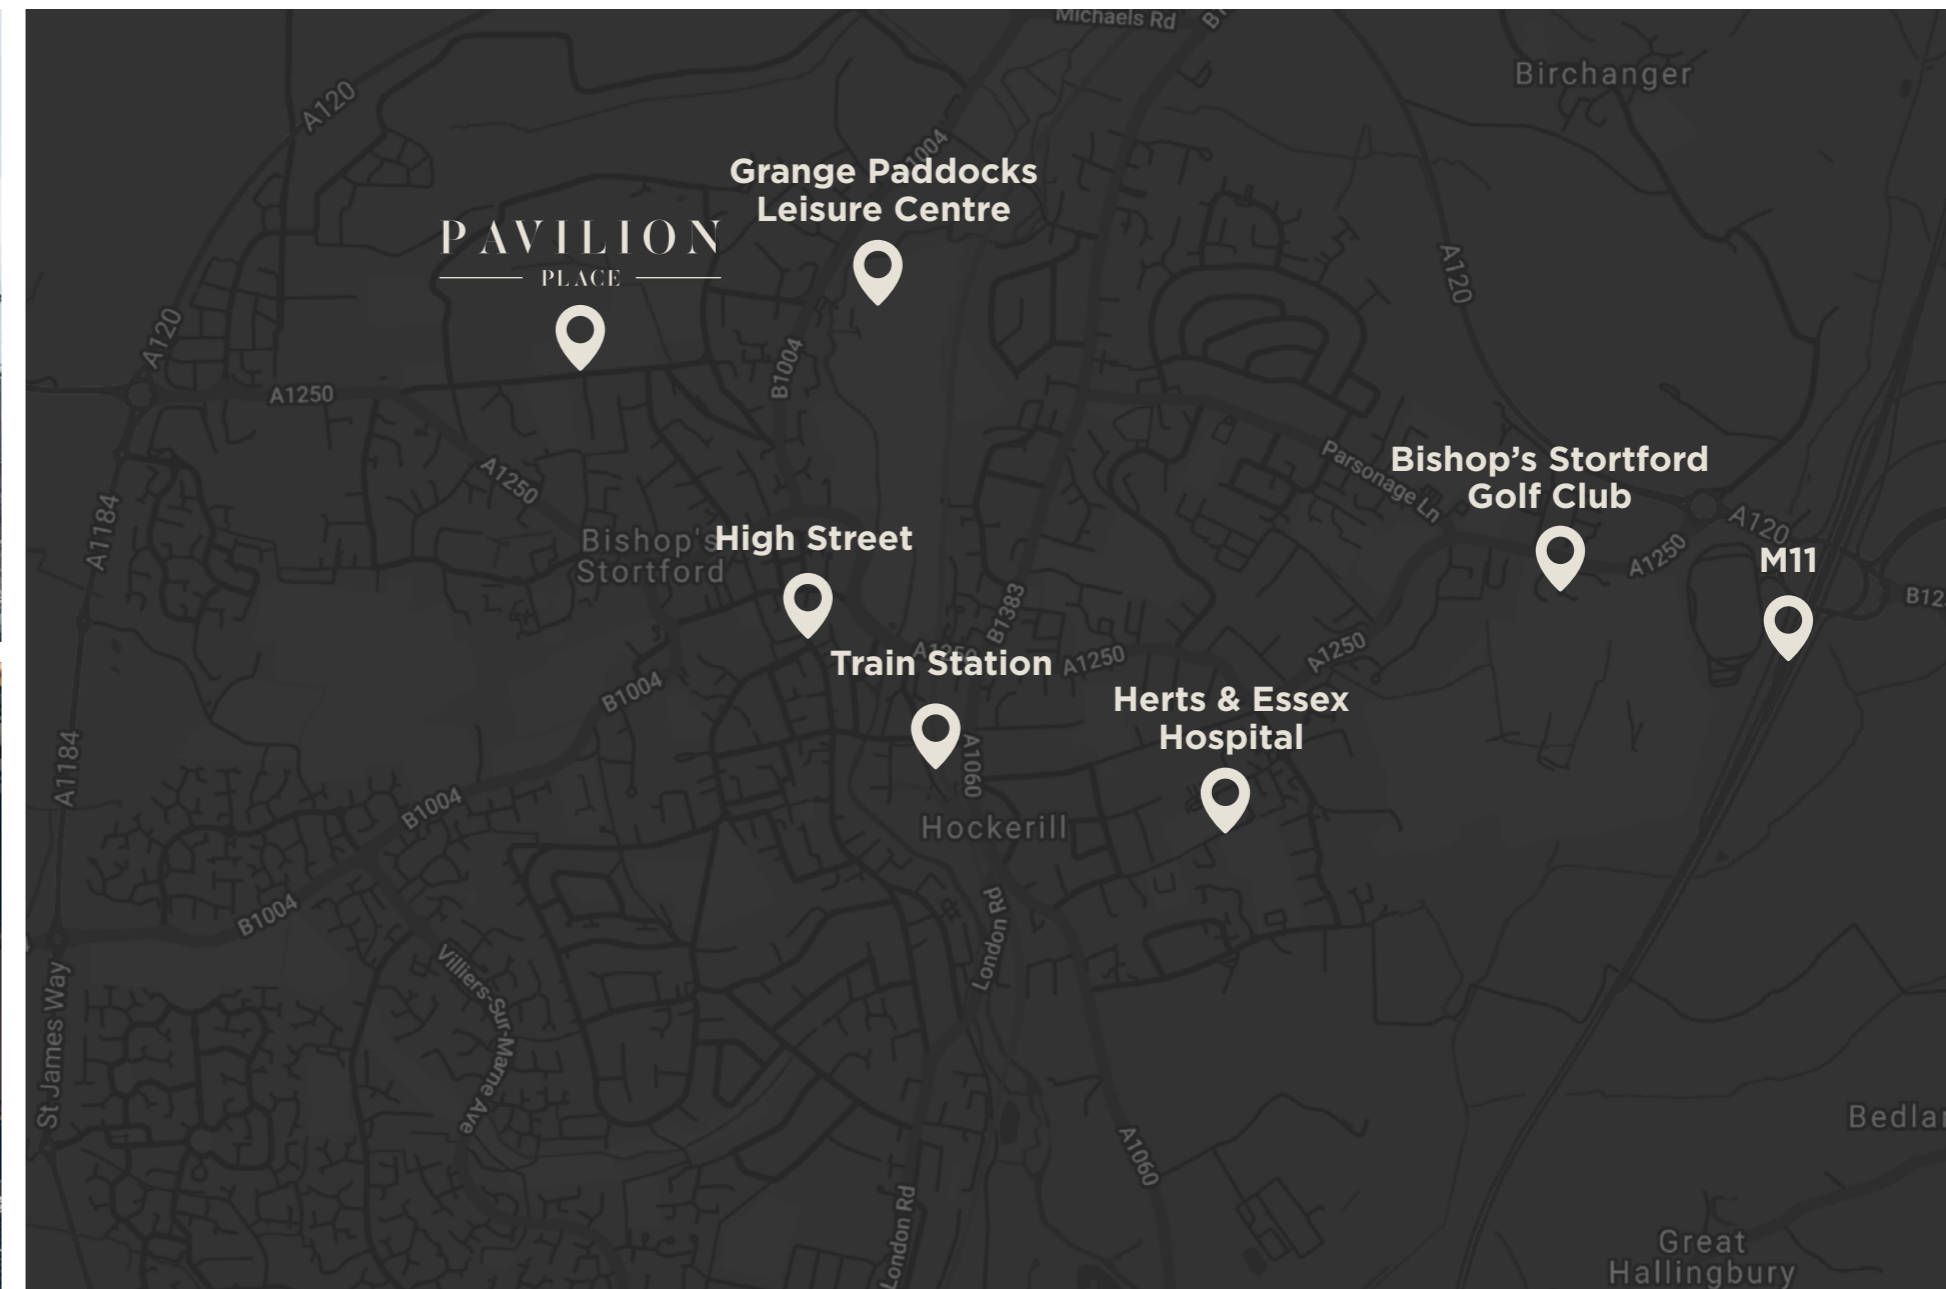 Michaels Rd
Birchanger
A120
1004
Grange Paddocks
Leisure Centre
PAVILION
PLACE
A120
A120
B1004
A1250
Parsonage Ln
Bishop's Stortford
Golf Club
A1250
A1184
Bishop's
Stortford
High Street
A120
A1250
M11
B1383
A1250
Train Station
A1250
A1250
B1004
Herts & Essex
Hospital
A1184
A1060
B1004
Hockerill
B1004
London Rd
Villiers-Sur-Marne Ave
St James Way
A1060
London Rd
Great
Hallingbury